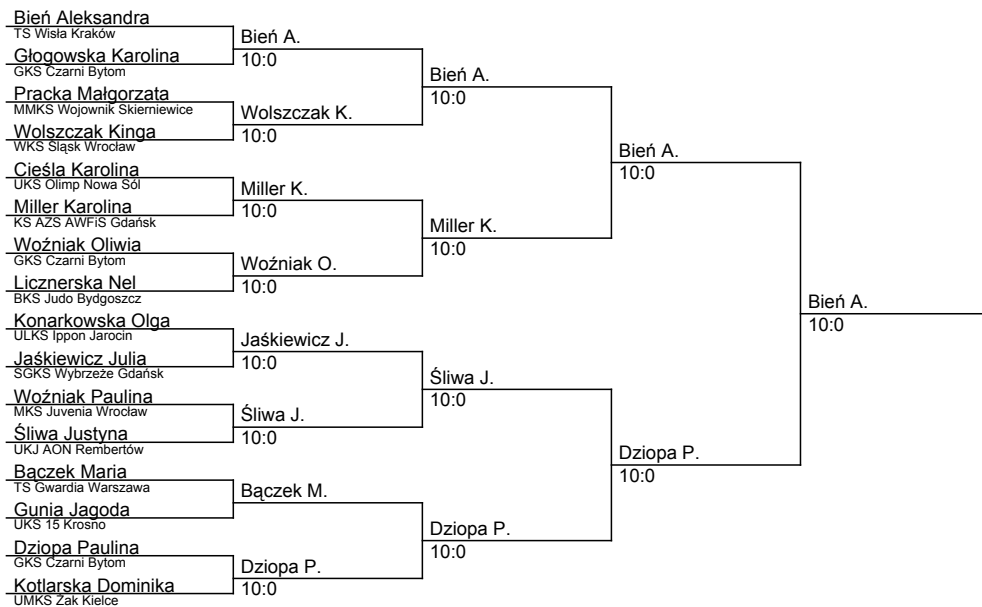 Bień Aleksandra
TS Wisła Kraków
Głogowska Karolina
GKS Czarni Bytom
Pracka Małgorzata
MMKS Wojownik Skierniewice
Wolszczak Kinga
WKS Śląsk Wrocław
Cieśla Karolina
UKS Olimp Nowa Sól
Miller Karolina
KS AZS AWFiS Gdańsk
Woźniak Oliwia
GKS Czarni Bytom
Licznerska Nel
BKS Judo Bydgoszcz
Konarkowska Olga
ULKS Ippon Jarocin
Jaśkiewicz Julia
SGKS Wybrzeże Gdańsk
Woźniak Paulina
MKS Juvenia Wrocław
Śliwa Justyna
UKJ AON Rembertów
Bączek Maria
TS Gwardia Warszawa
Gunia Jagoda
UKS 15 Krosno
Dziopa Paulina
GKS Czarni Bytom
Kotlarska Dominika
UMKS Żak Kielce
Bień A.
10:0
Wolszczak K.
10:0
Miller K.
10:0
Woźniak O.
10:0
Jaśkiewicz J.
10:0
Śliwa J.
10:0
Bączek M.
Dziopa P.
10:0
Bień A.
10:0
Miller K.
10:0
Śliwa J.
10:0
Dziopa P.
10:0
Bień A.
10:0
Dziopa P.
10:0
Bień A.
10:0